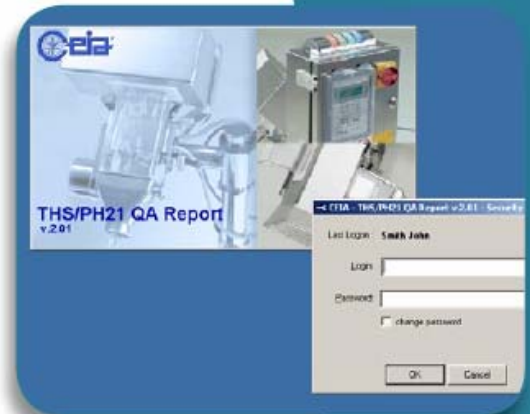 Ceia
THS/PH21 QA Report
v.2.01
CEIA - THS/PH21 QA Report v.2.01 - Security
Last Logon: Smith John
Login:
Password:
change password
OK
Cancel